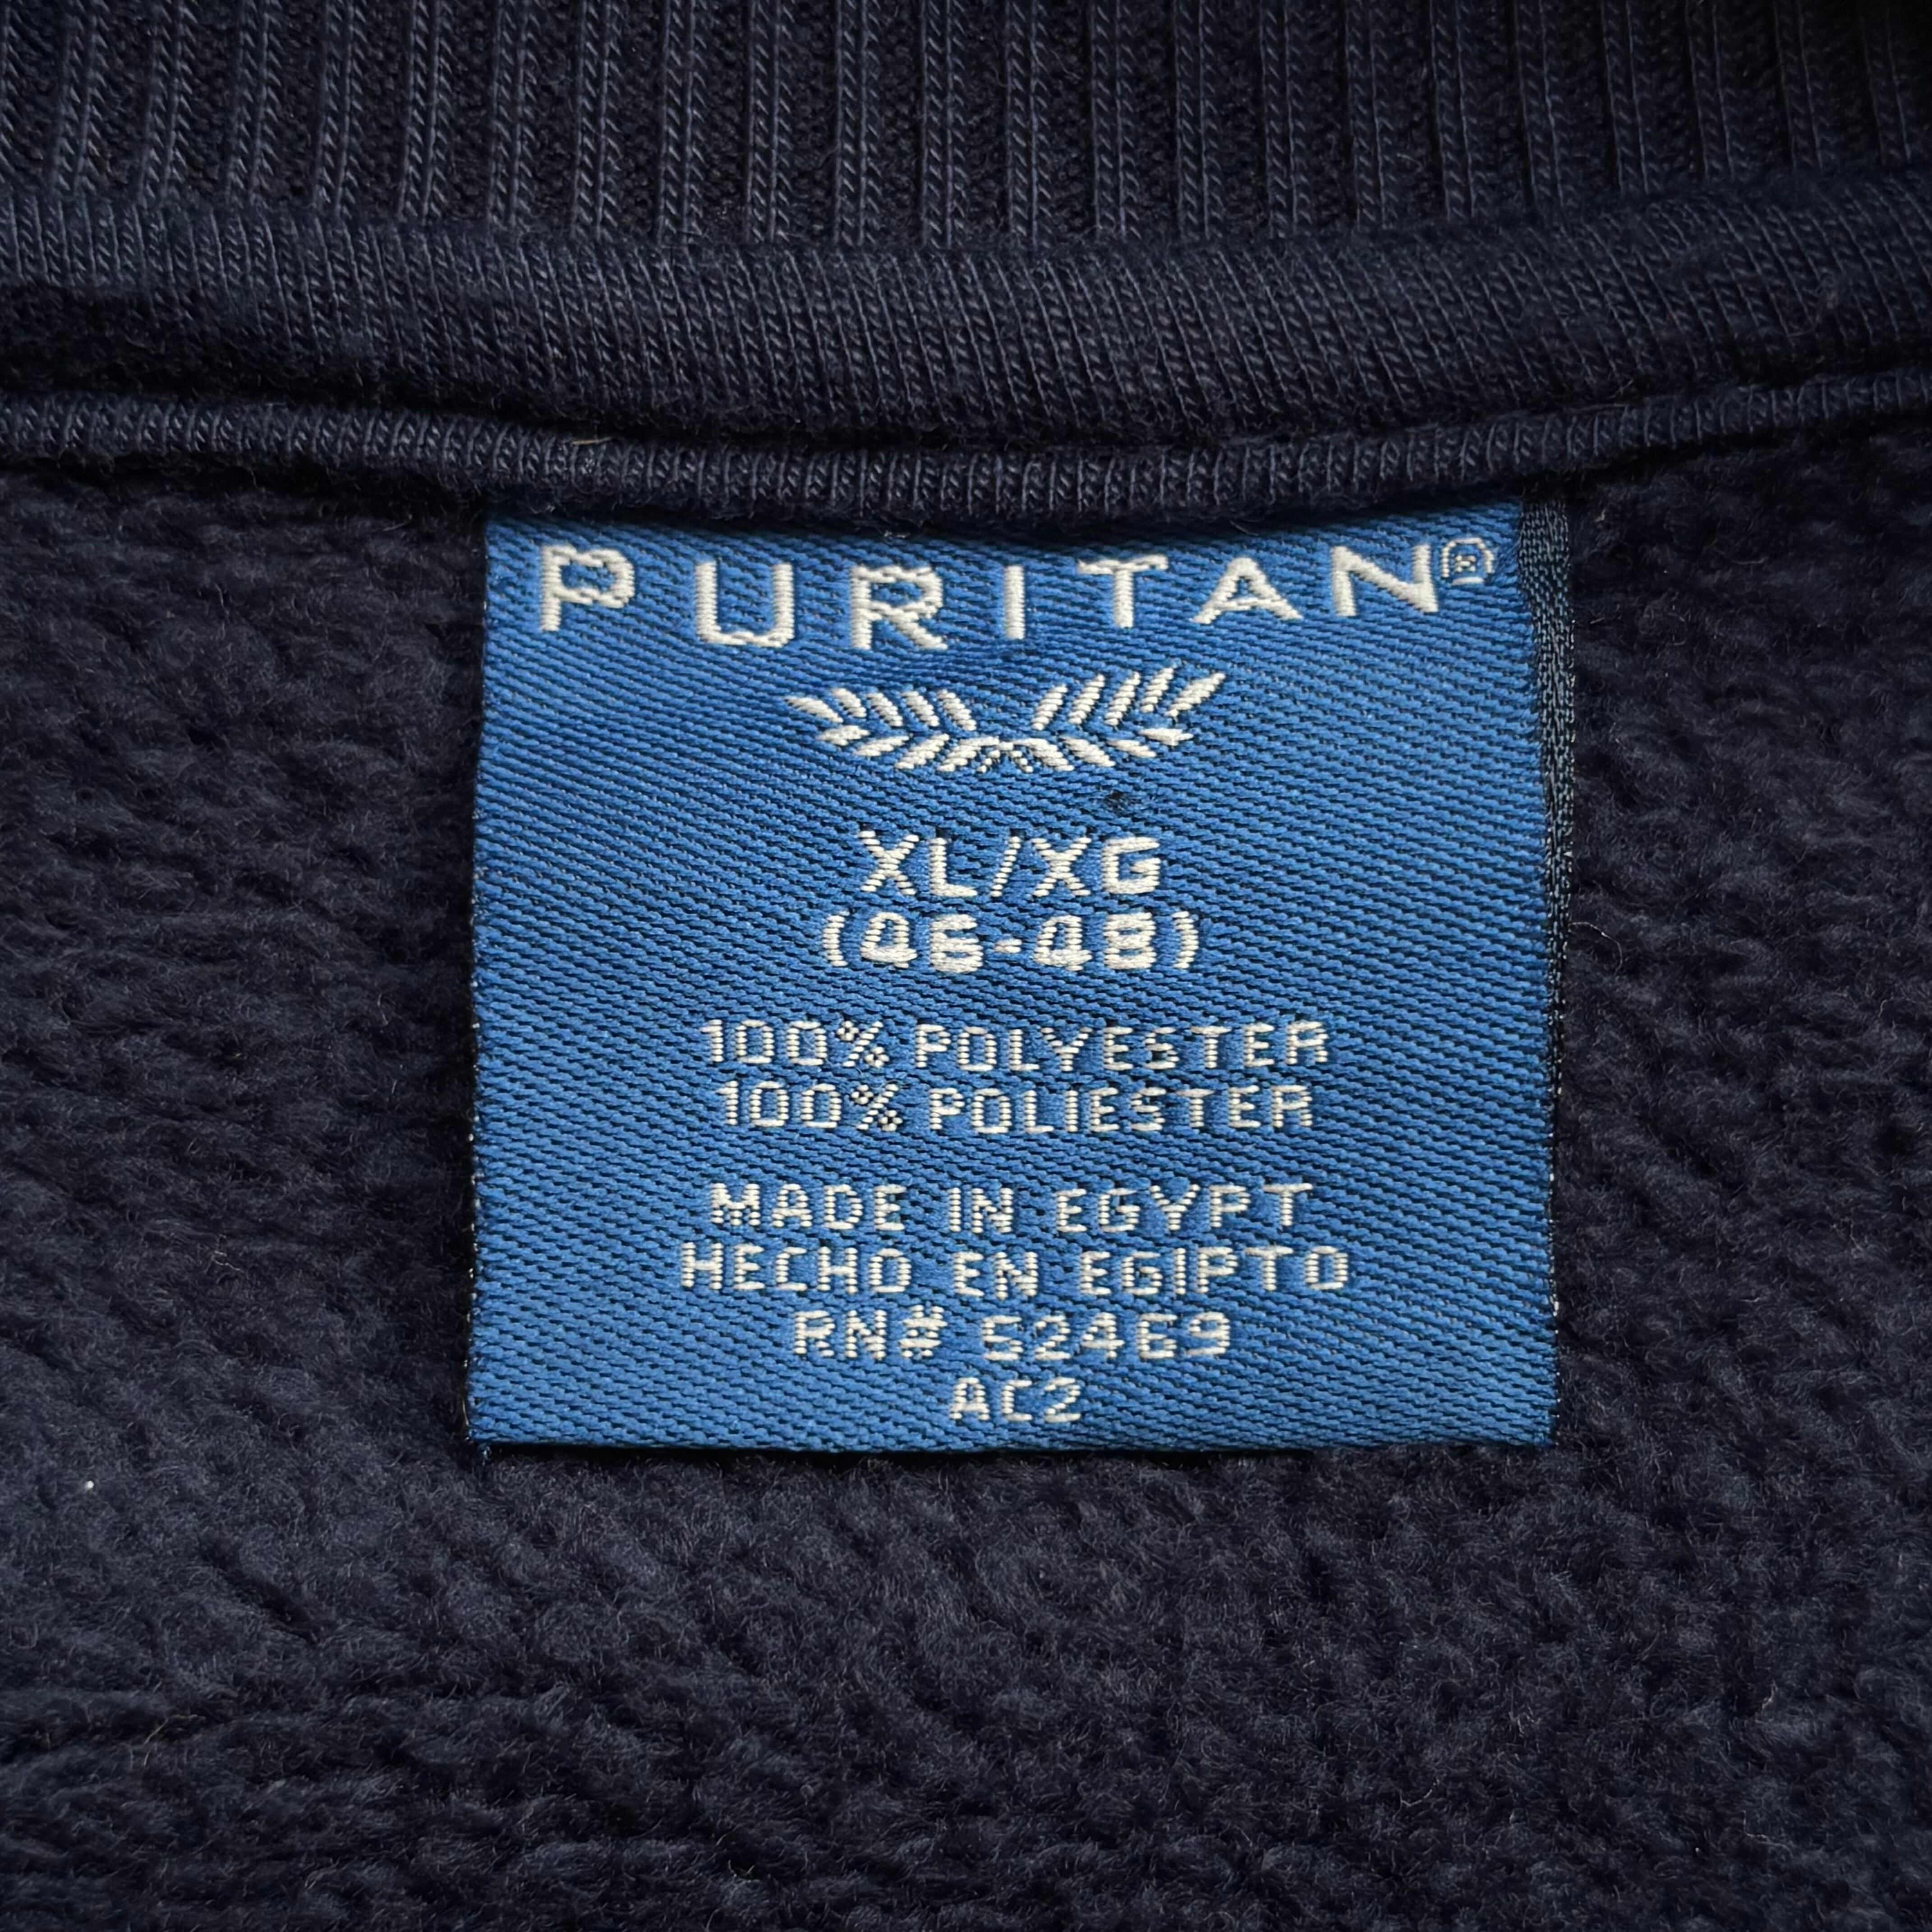 PURITAN®
XL/XG
(46-48)
100% POLYESTER
100% POLIESTER
MADE IN EGYPT
HECHO EN EGIPTO
RN# 52469
AC2